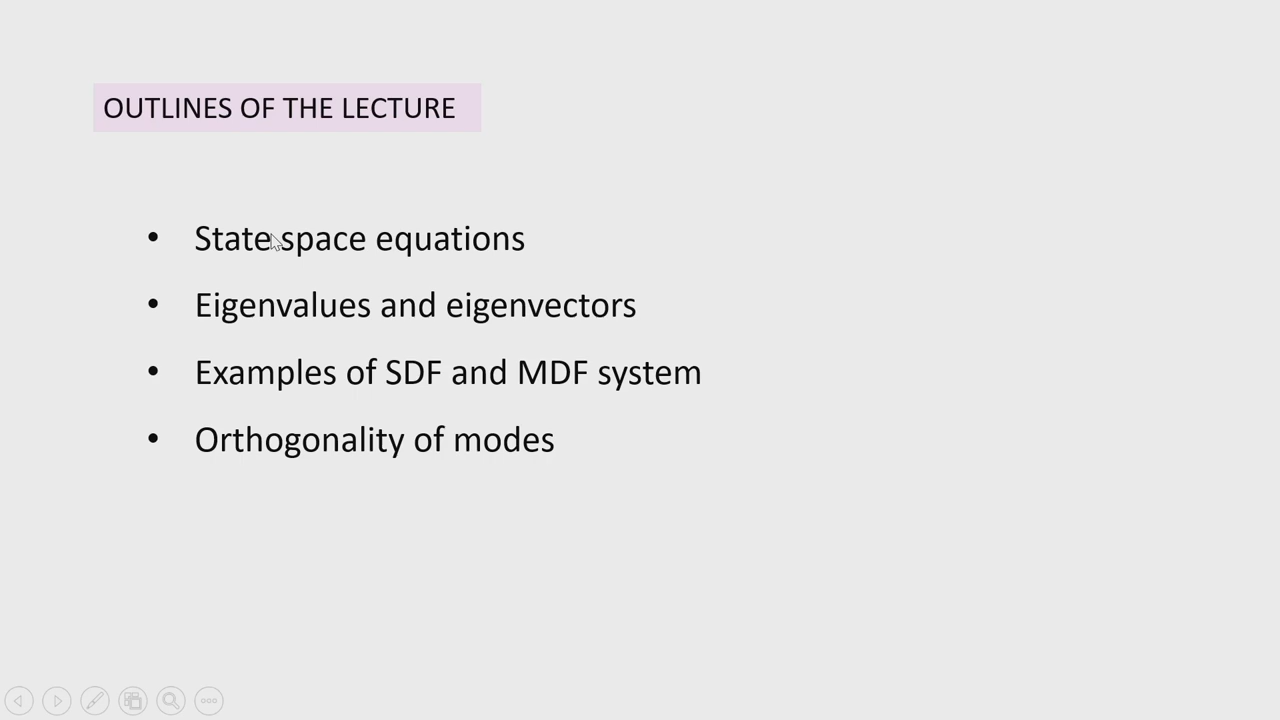 OUTLINES OF THE LECTURE
• State space equations
• Eigenvalues and eigenvectors
• Examples of SDF and MDF system
• Orthogonality of modes